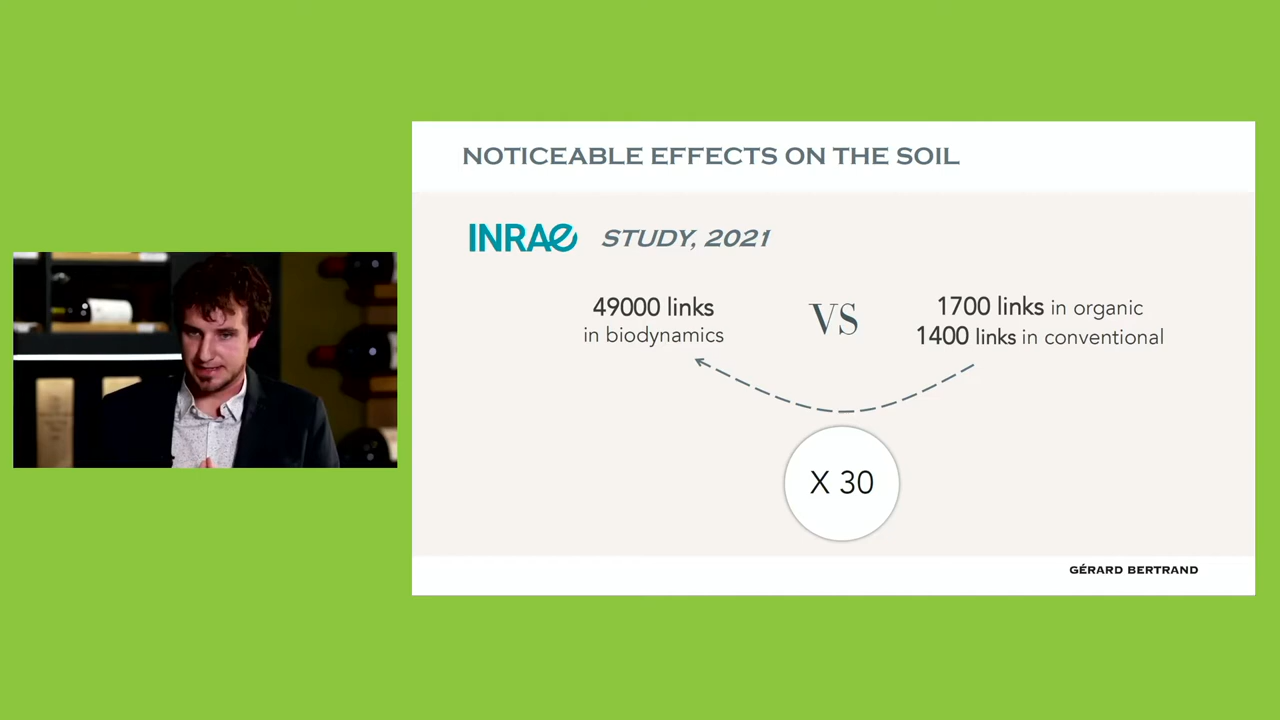 NOTICEABLE EFFECTS ON THE SOIL
INRAE STUDY, 2021
49000 links
in biodynamics
VS
1700 links in organic
1400 links in conventional
X 30
GÉRARD BERTRAND